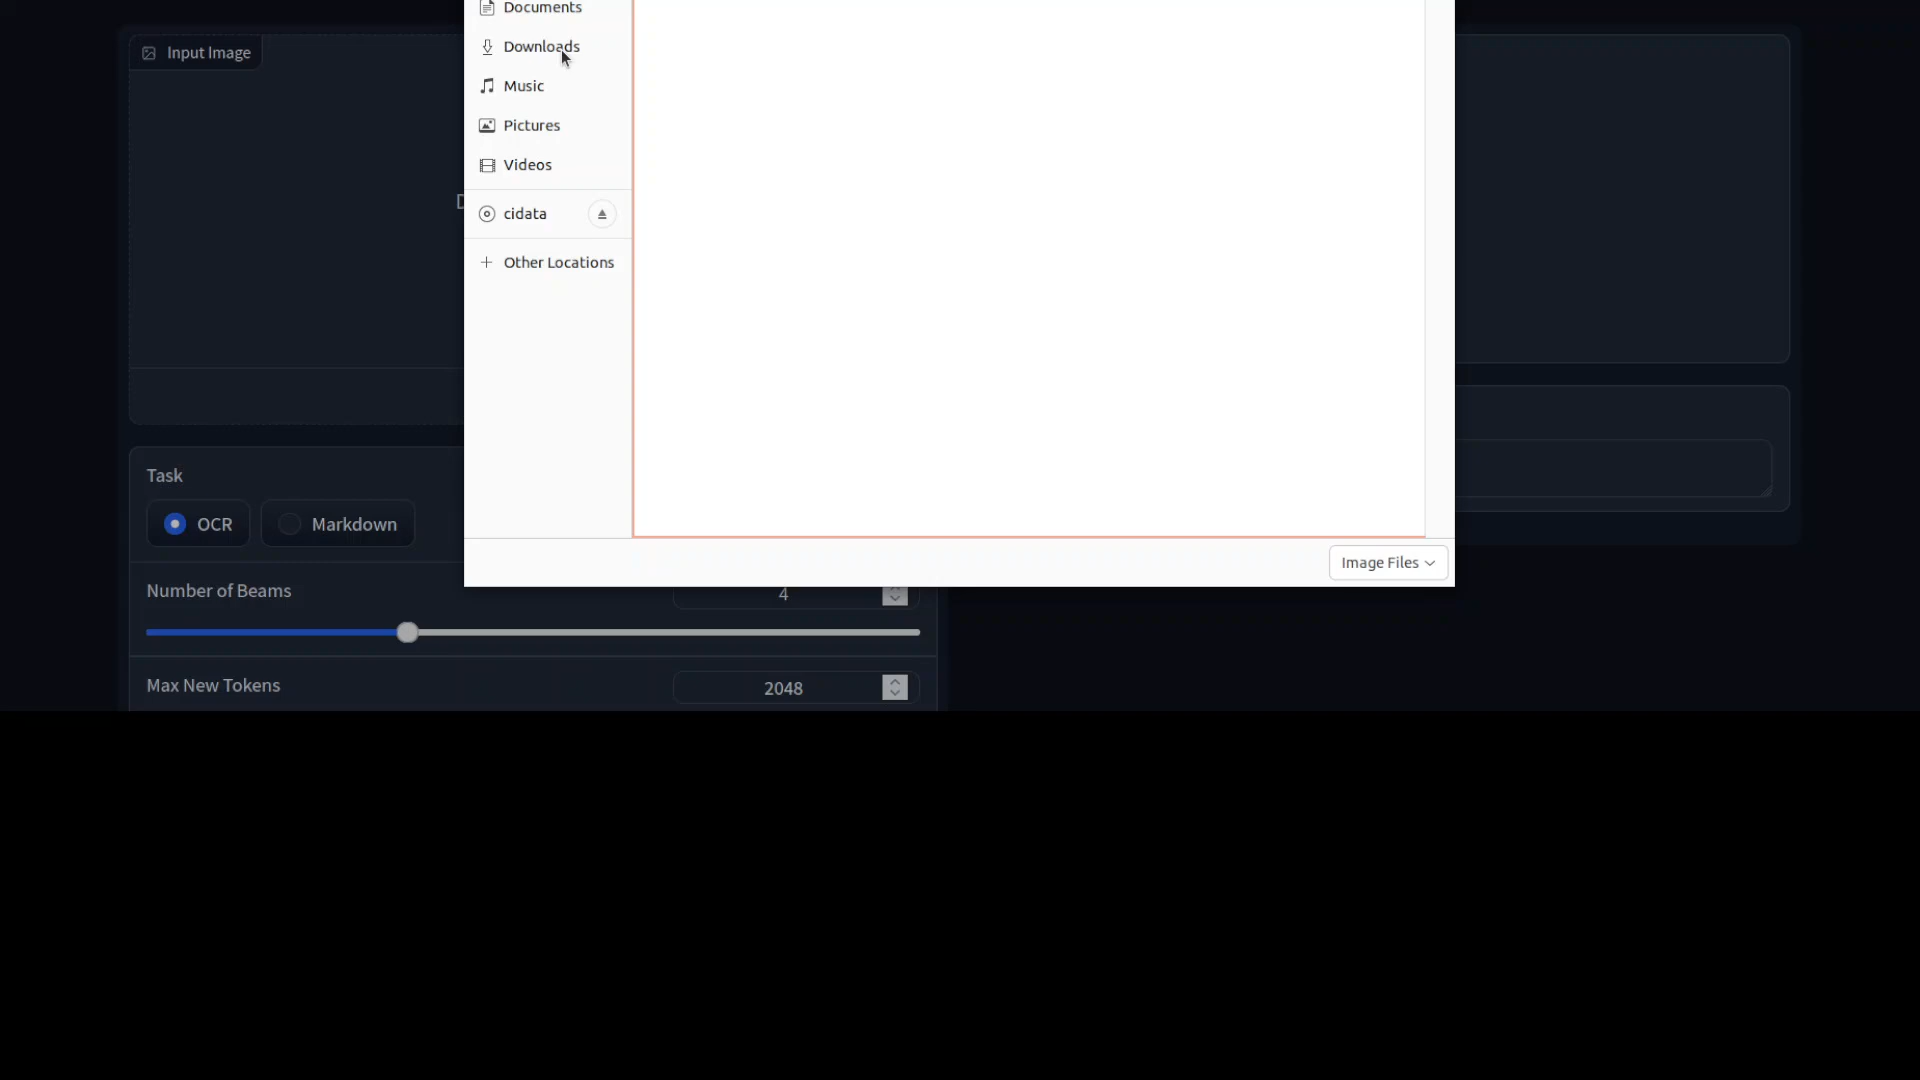 Documents
Input Image
Downloads
Music
Pictures
Videos
cidata
Other Locations
Task
OCR
Markdown
Image Files
Number of Beams
4
Max New Tokens
2048